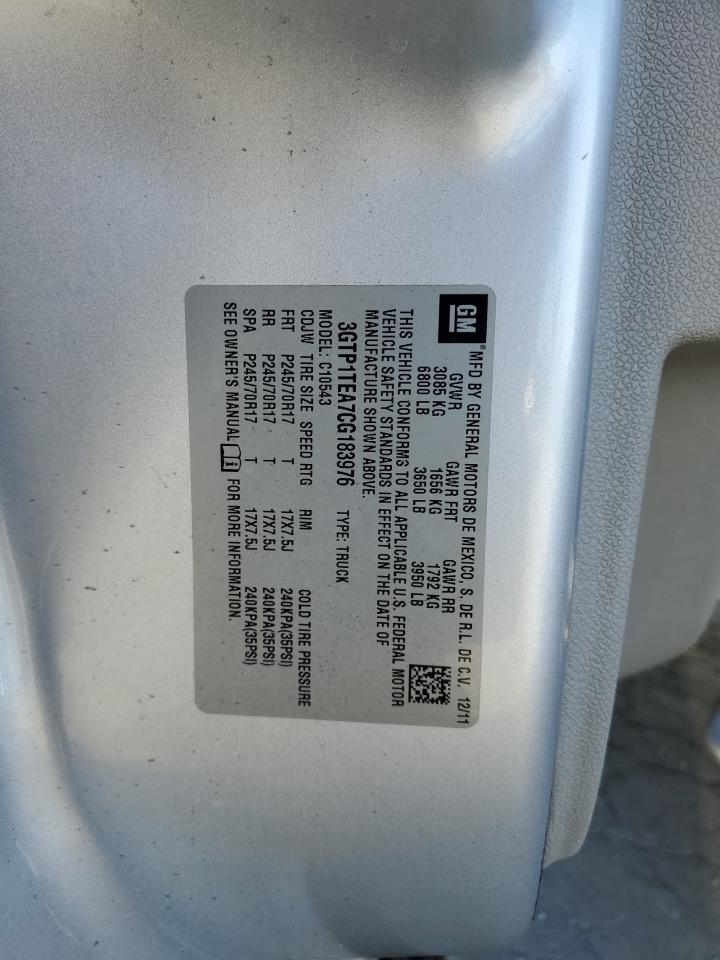 GM ® MFD BY GENERAL MOTORS DE MEXICO, S. DE R.L. DE C.V. 12/11
GVWR GAWR FRT GAWR RR
3085 KG 1656 KG 1792 KG
6800 LB 3650 LB 3950 LB
THIS VEHICLE CONFORMS TO ALL APPLICABLE U.S. FEDERAL MOTOR
VEHICLE SAFETY STANDARDS IN EFFECT ON THE DATE OF
MANUFACTURE SHOWN ABOVE.
3GTP1TEA7CG183976 TYPE: TRUCK
MODEL: C10543
CDJW TIRE SIZE SPEED RTG RIM COLD TIRE PRESSURE
FRT P245/70R17 T 17X7.5J 240KPA(35PSI)
RR P245/70R17 T 17X7.5J 240KPA(35PSI)
SPA P245/70R17 T 17X7.5J 240KPA(35PSI)
SEE OWNER'S MANUAL i FOR MORE INFORMATION.